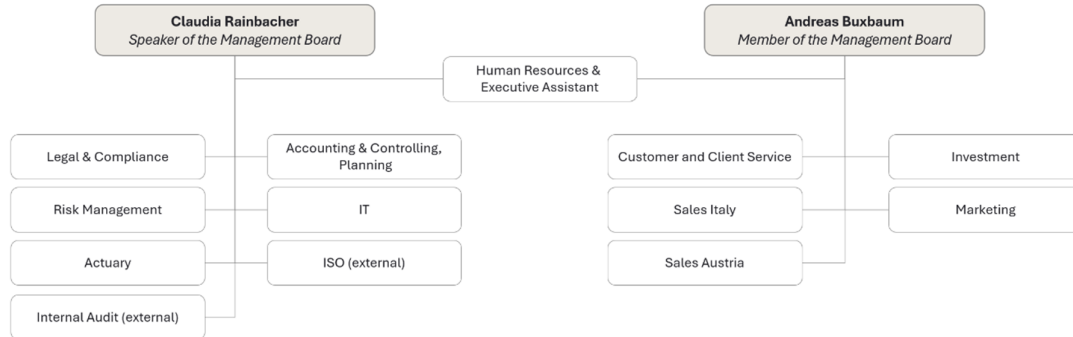 Claudia Rainbacher
Speaker of the Management Board
Andreas Buxbaum
Member of the Management Board
Human Resources &
Executive Assistant
Legal & Compliance
Accounting & Controlling,
Planning
Customer and Client Service
Investment
Risk Management
IT
Sales Italy
Marketing
Actuary
ISO (external)
Sales Austria
Internal Audit (external)